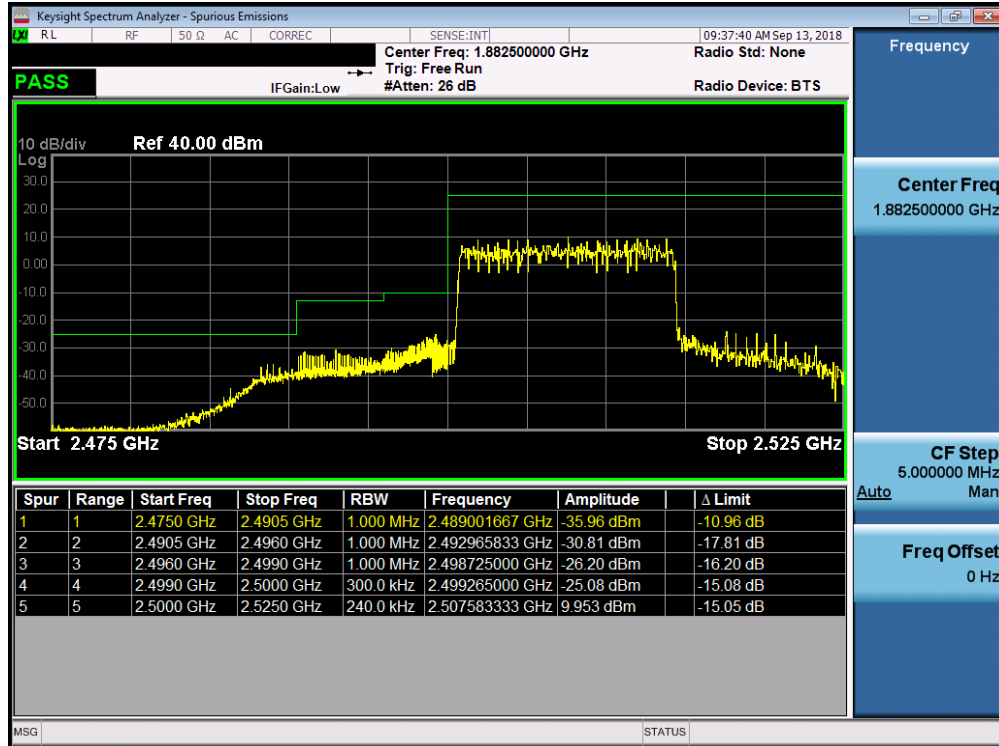 Keysight Spectrum Analyzer - Spurious Emissions
LXI RL RF 50 Ω AC CORREC SENSE:INT 09:37:40 AM Sep 13, 2018
Center Freq: 1.882500000 GHz Radio Std: None
Trig: Free Run
PASS IFGain:Low #Atten: 26 dB Radio Device: BTS
10 dB/div Ref 40.00 dBm
Log
30.0
20.0
10.0
0.00
-10.0
-20.0
-30.0
-40.0
-50.0
Start 2.475 GHz Stop 2.525 GHz
Spur Range Start Freq Stop Freq RBW Frequency Amplitude Δ Limit
1 1 2.4750 GHz 2.4905 GHz 1.000 MHz 2.489001667 GHz -35.96 dBm -10.96 dB
2 2 2.4905 GHz 2.4960 GHz 1.000 MHz 2.492965833 GHz -30.81 dBm -17.81 dB
3 3 2.4960 GHz 2.4990 GHz 1.000 MHz 2.498725000 GHz -26.20 dBm -16.20 dB
4 4 2.4990 GHz 2.5000 GHz 300.0 kHz 2.499265000 GHz -25.08 dBm -15.08 dB
5 5 2.5000 GHz 2.5250 GHz 240.0 kHz 2.507583333 GHz 9.953 dBm -15.05 dB
MSG STATUS
Frequency
Center Freq
1.882500000 GHz
CF Step
5.000000 MHz
Auto Man
Freq Offset
0 Hz